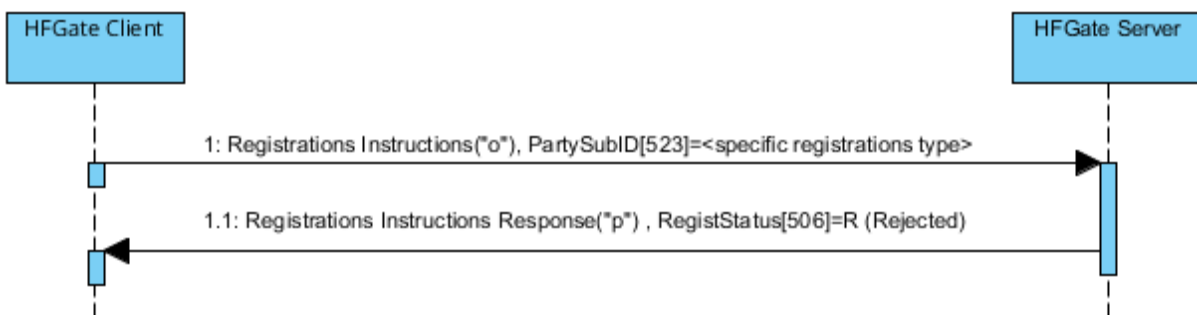 HFGate Client
HFGate Server
1: Registrations Instructions("o"), PartySubID[523]=<specific registrations type>
1.1: Registrations Instructions Response("p") , RegistStatus[506]=R (Rejected)